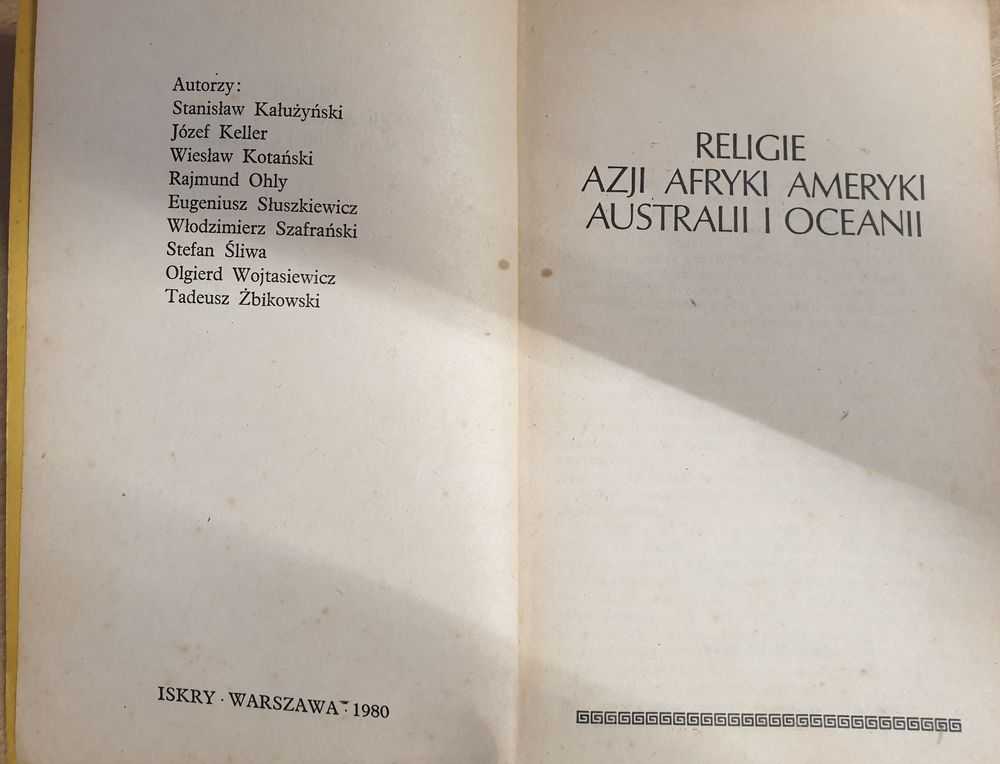 Autorzy:
Stanisław Kałużyński
Józef Keller
Wiesław Kotański
Rajmund Ohly
Eugeniusz Słuszkiewicz
Włodzimierz Szafrański
Stefan Śliwa
Olgierd Wojtasiewicz
Tadeusz Żbikowski
ISKRY · WARSZAWA · 1980
RELIGIE
AZJI AFRYKI AMERYKI
AUSTRALII I OCEANII